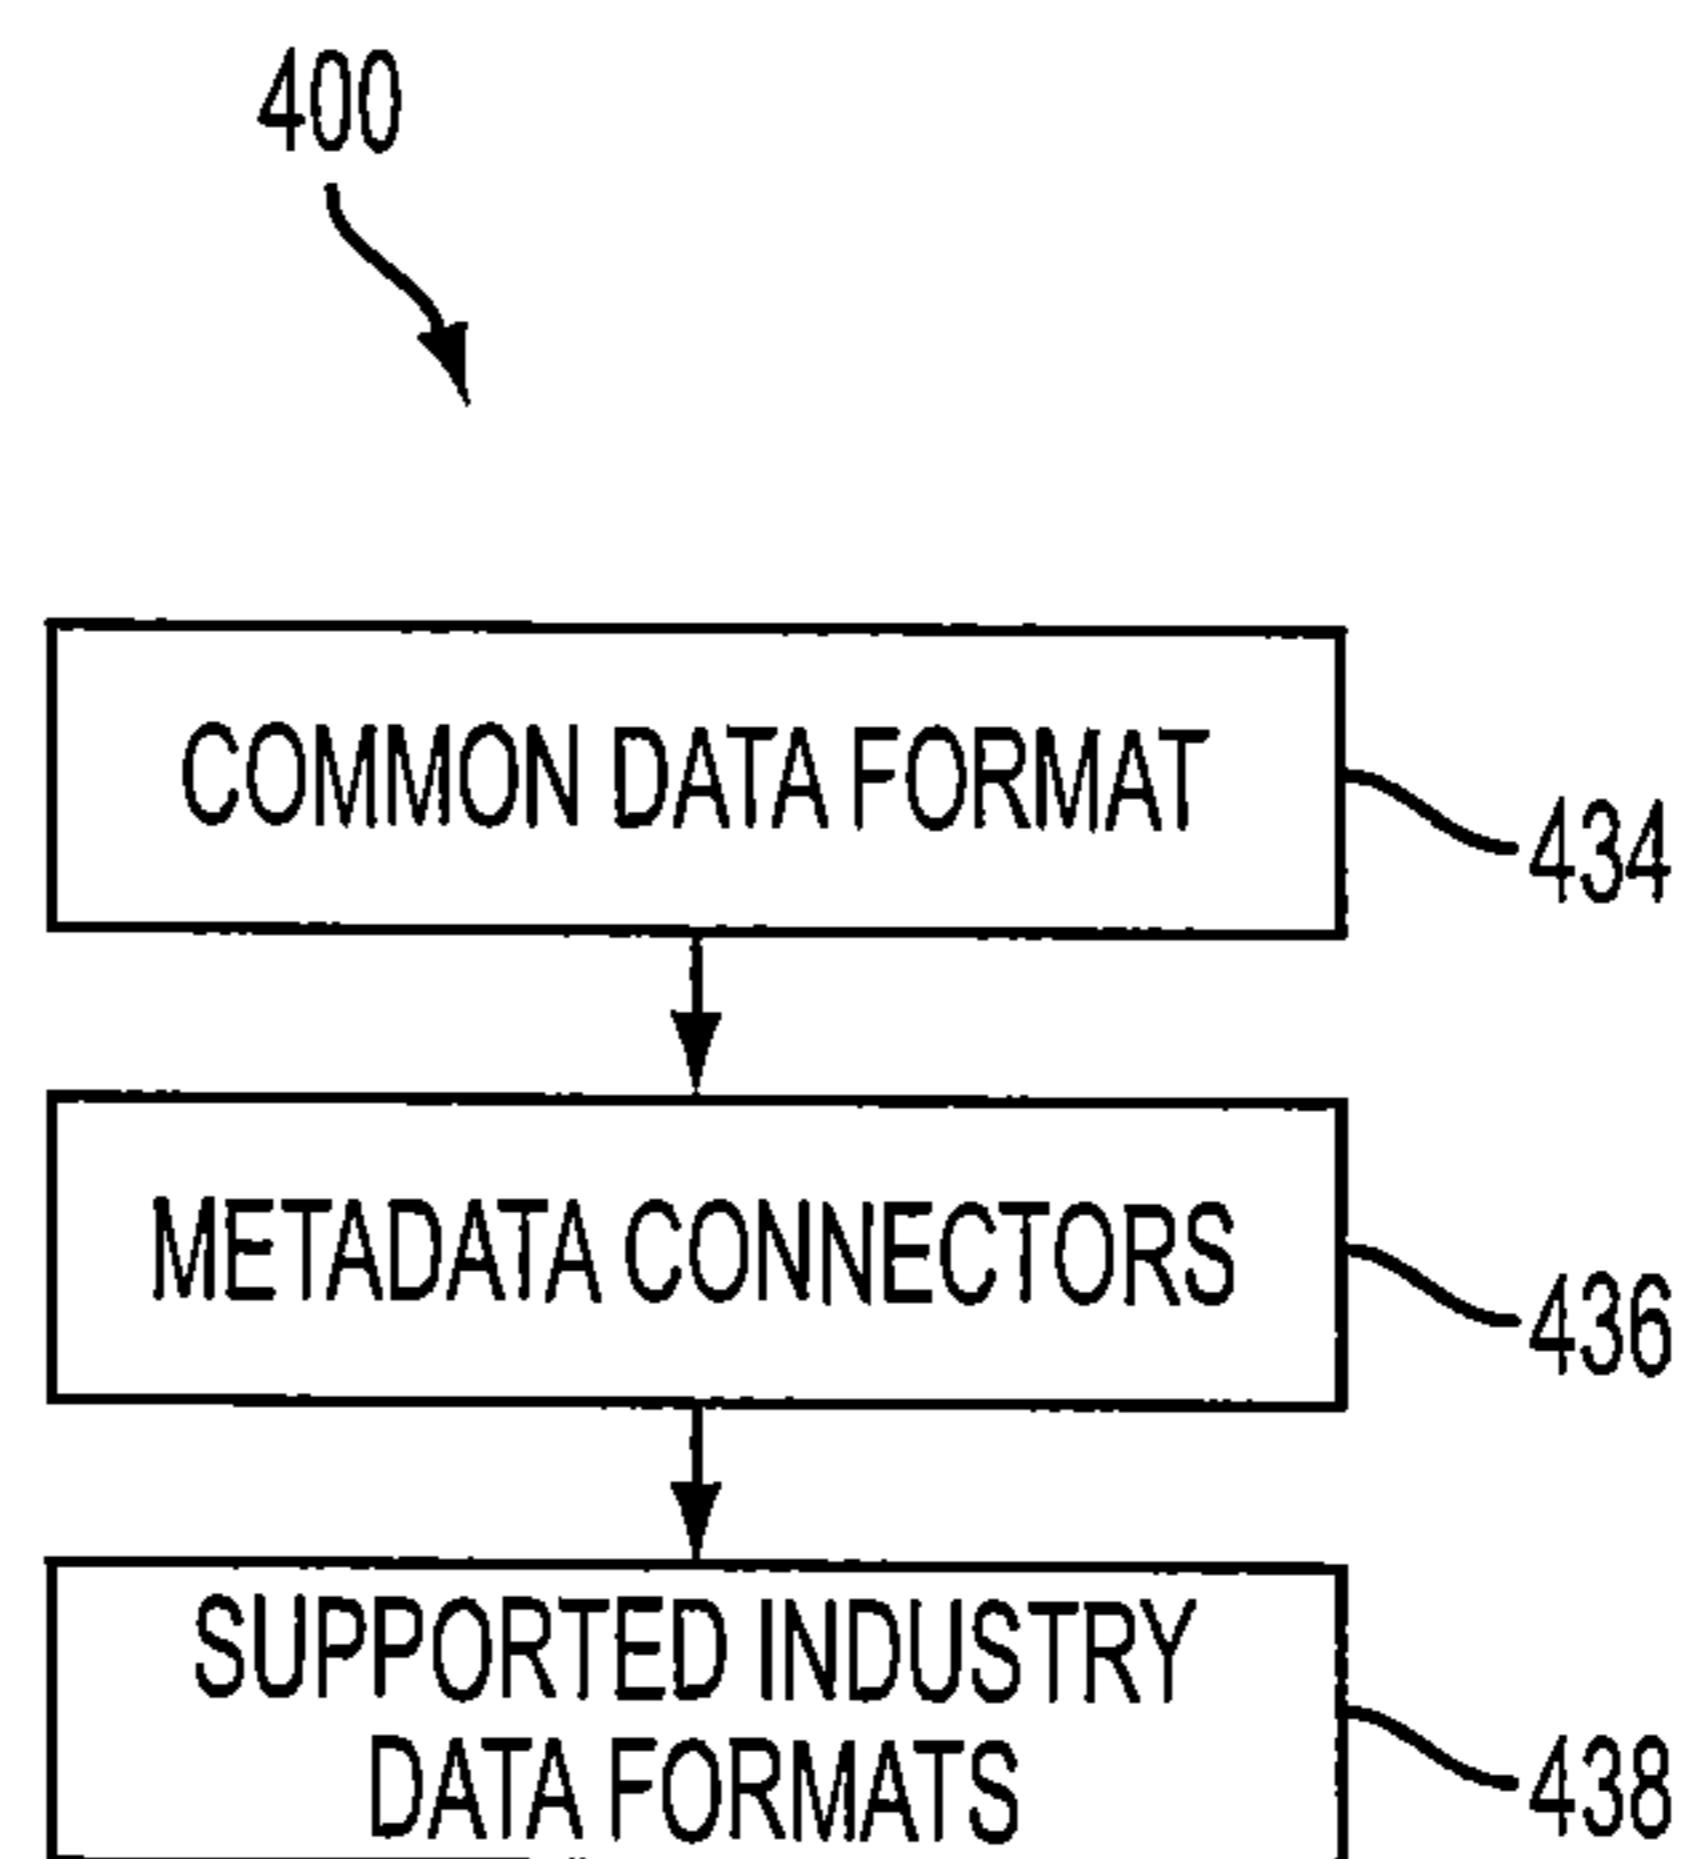 400
COMMON DATA FORMAT
434
METADATA CONNECTORS
436
SUPPORTED INDUSTRY
DATA FORMATS
438